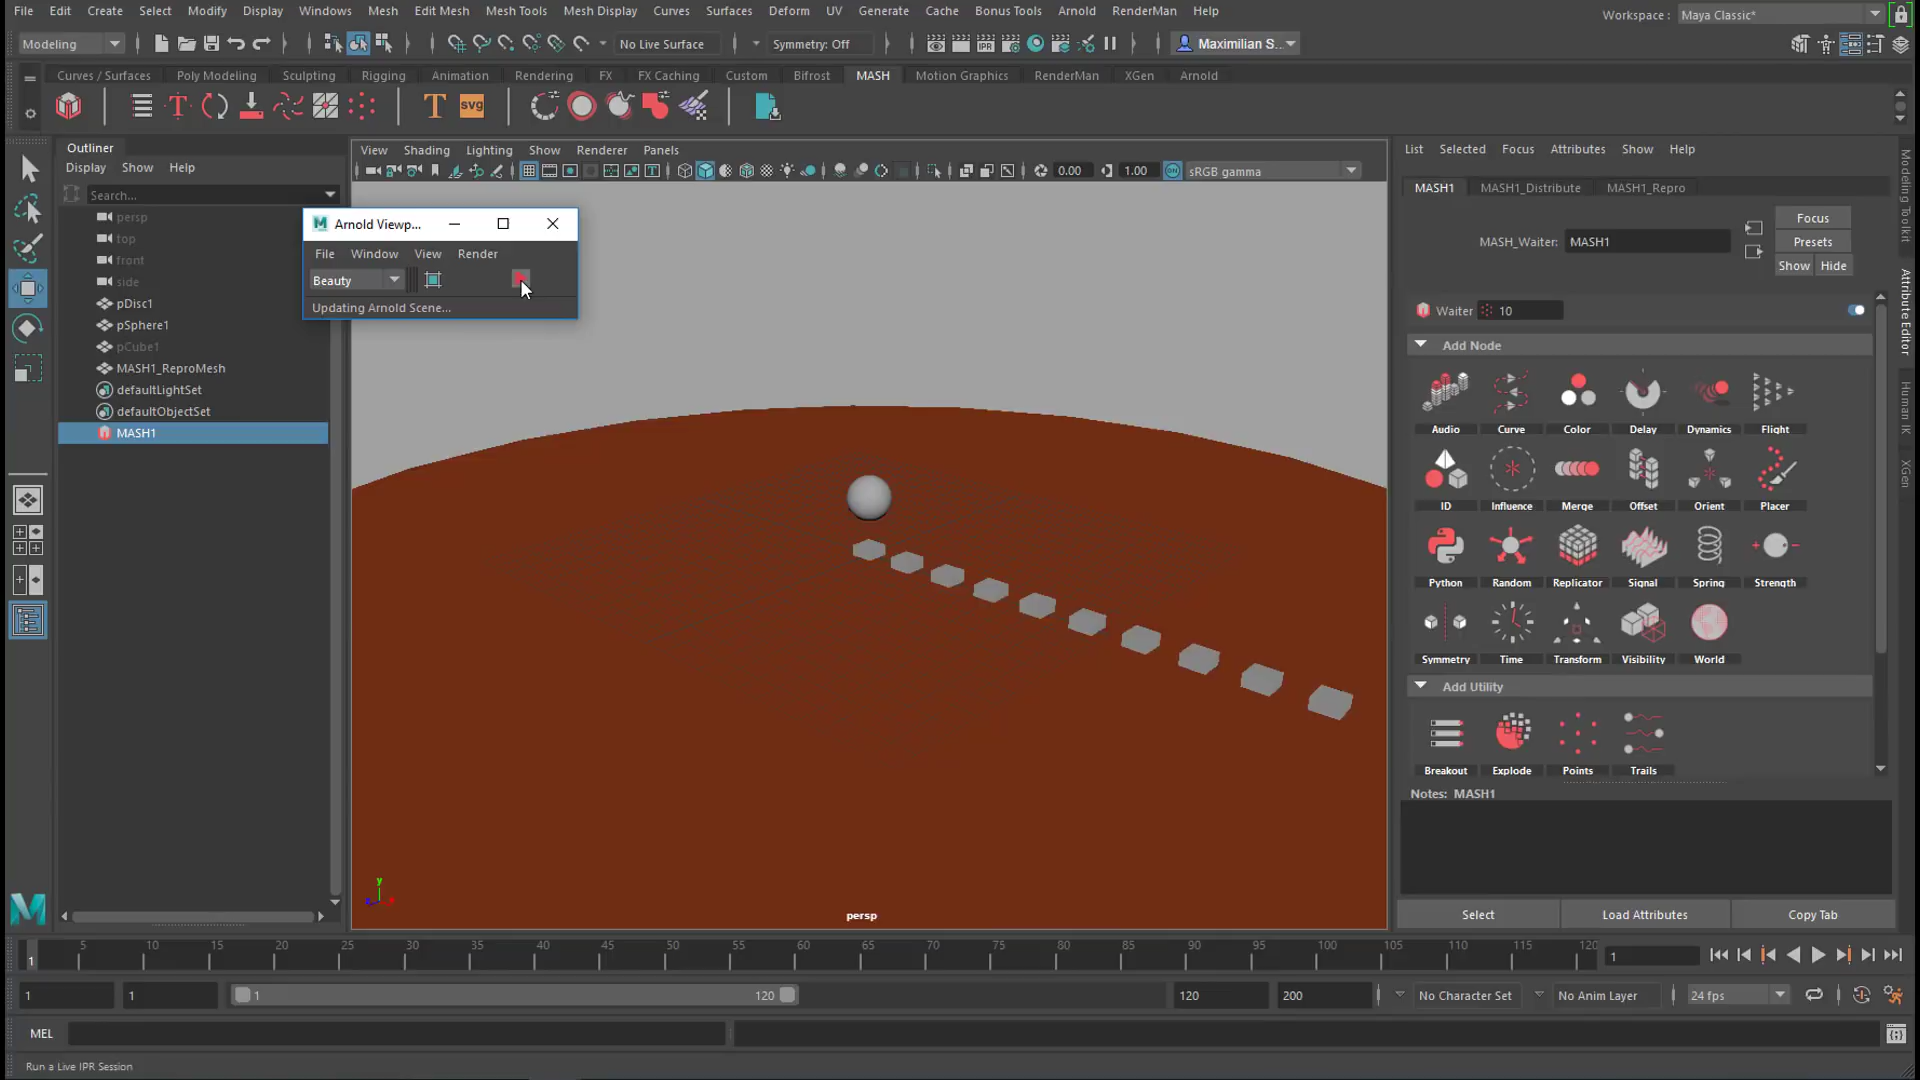 File Edit Create Select Modify Display Windows Mesh Edit Mesh Mesh Tools Mesh Display Curves Surfaces Deform UV Generate Cache Bonus Tools Arnold RenderMan Help Workspace : Maya Classic*
Modeling No Live Surface Symmetry: Off IPR Maximilian S...
Curves / Surfaces Poly Modeling Sculpting Rigging Animation Rendering FX FX Caching Custom Bifrost MASH Motion Graphics RenderMan XGen Arnold
T T svg
Outliner
Display Show Help
Search...
persp
top
front
side
pDisc1
pSphere1
pCube1
MASH1_ReproMesh
defaultLightSet
defaultObjectSet
MASH1
View Shading Lighting Show Renderer Panels
0.00 1.00 sRGB gamma
Arnold Viewp...
File Window View Render
Beauty
Updating Arnold Scene...
y
persp
List Selected Focus Attributes Show Help
MASH1 MASH1_Distribute MASH1_Repro
Focus
MASH_Waiter: MASH1 Presets
Show Hide
Waiter 10
Add Node
Audio Curve Color Delay Dynamics Flight
ID Influence Merge Offset Orient Placer
Python Random Replicator Signal Spring Strength
Symmetry Time Transform Visibility World
Add Utility
Breakout Explode Points Trails
Notes: MASH1
Select Load Attributes Copy Tab
Modeling Toolkit
Attribute Editor
Human IK
XGen
5 10 15 20 25 30 35 40 45 50 55 60 65 70 75 80 85 90 95 100 105 110 115 120
1 1
1 1 1 120 120 200 No Character Set No Anim Layer 24 fps
MEL
Run a Live IPR Session